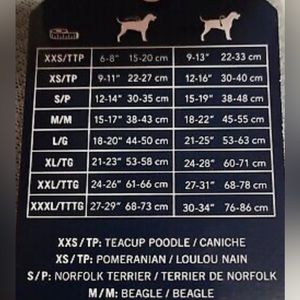 XXS/TTP 6-8" 15-20 cm 9-13" 22-33 cm
XS/TP 9-11" 22-27 cm 12-16" 30-40 cm
S/P 12-14" 30-35 cm 15-19" 38-48 cm
M/M 15-17" 38-43 cm 18-22" 45-55 cm
L/G 18-20" 44-50 cm 21-25" 53-63 cm
XL/TG 21-23" 53-58 cm 24-28" 60-71 cm
XXL/TTG 24-26" 61-66 cm 27-31" 68-78 cm
XXXL/TTTG 27-29" 68-73 cm 30-34" 76-86 cm
XXS / TP: TEACUP POODLE / CANICHE
XS / TP: POMERANIAN / LOULOU NAIN
S / P: NORFOLK TERRIER / TERRIER DE NORFOLK
M / M: BEAGLE / BEAGLE